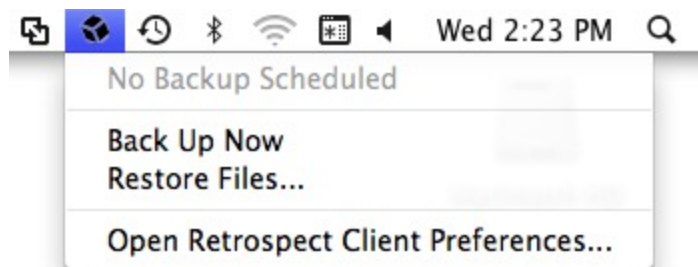 Wed 2:23 PM
No Backup Scheduled
Back Up Now
Restore Files...
Open Retrospect Client Preferences...